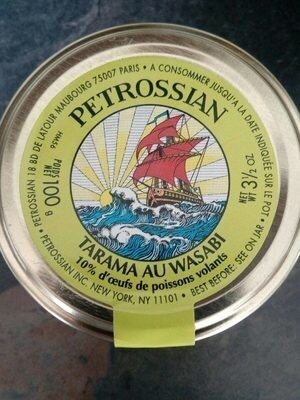 PETROSSIAN 18 BD DE LATOUR MAUBOURG 75007 PARIS • A CONSOMMER JUSQU'A LA DATE INDIQUÉE SUR LE POT •
PETROSSIAN
POIDS NET 100 G
NET WT 3½ OZ.
TARAMA AU WASABI
10% d'œufs de poissons volants
PETROSSIAN INC. NEW YORK, NY 11101 • BEST BEFORE: SEE ON JAR •